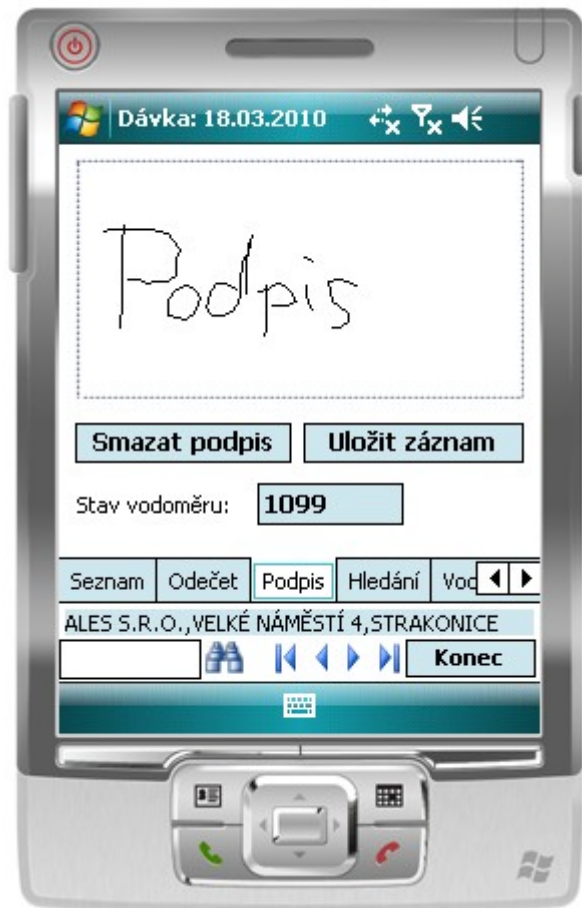 Dávka: 18.03.2010
Podpis
Smazat podpis Uložit záznam
Stav vodoměru: 1099
Seznam Odečet Podpis Hledání Voc
ALES S.R.O.,VELKÉ NÁMĚSTÍ 4,STRAKONICE
Konec